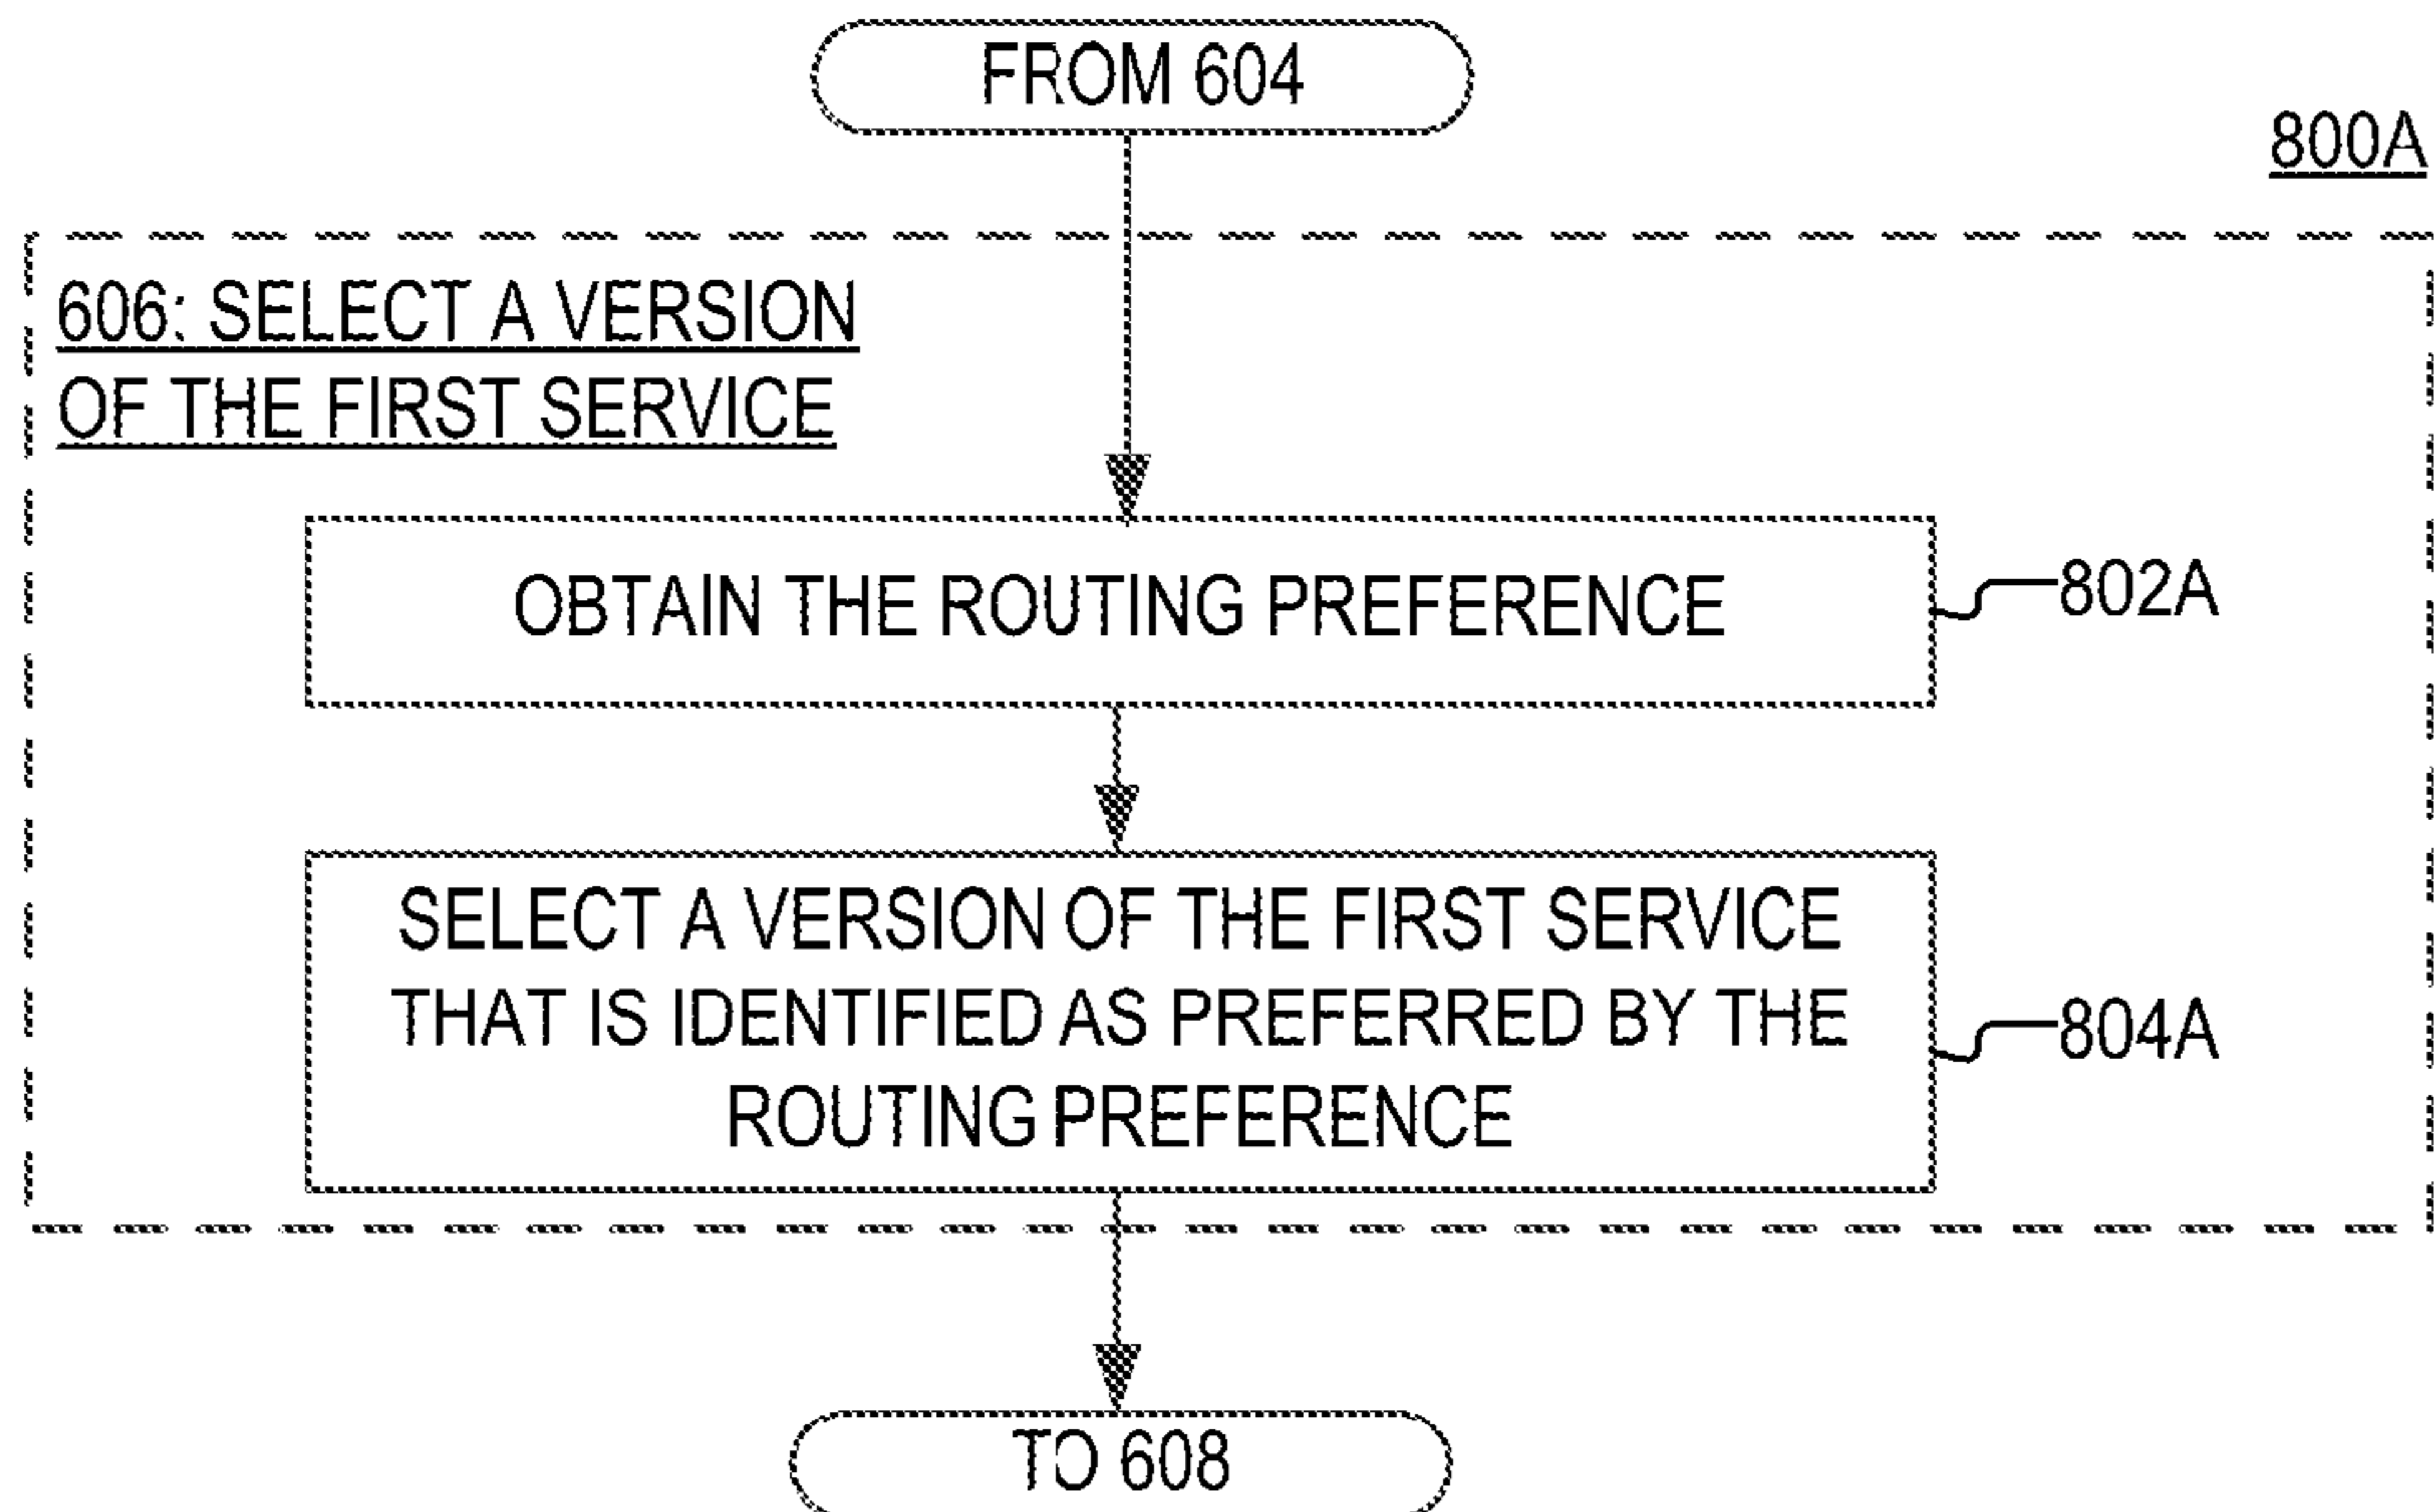 FROM 604
800A
606: SELECT A VERSION
OF THE FIRST SERVICE
OBTAIN THE ROUTING PREFERENCE
802A
SELECT A VERSION OF THE FIRST SERVICE
THAT IS IDENTIFIED AS PREFERRED BY THE
ROUTING PREFERENCE
804A
TO 608